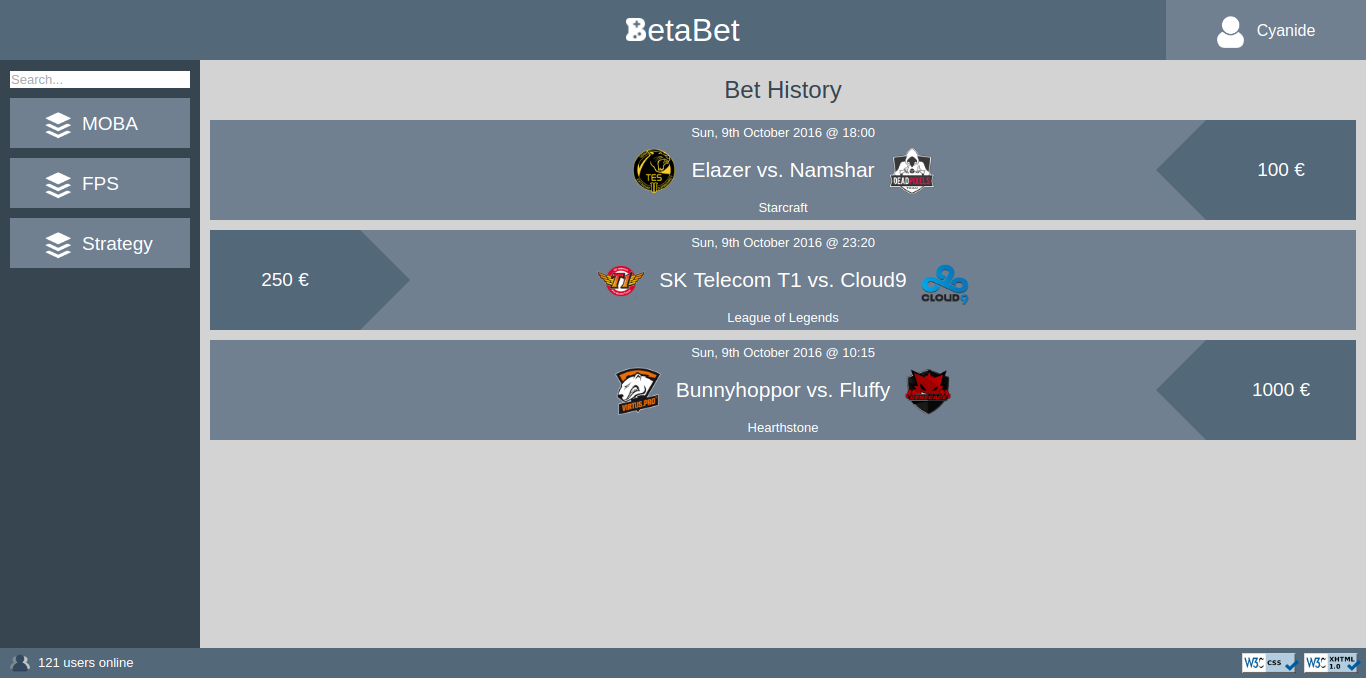 BetaBet
Cyanide
Search...
MOBA
FPS
Strategy
Bet History
Sun, 9th October 2016 @ 18:00
TES
Elazer vs. Namshar
DEADPIXELS
100 €
Starcraft
Sun, 9th October 2016 @ 23:20
250 €
T1
SK Telecom T1 vs. Cloud9
CLOUD9
League of Legends
Sun, 9th October 2016 @ 10:15
VIRTUS.PRO
Bunnyhoppor vs. Fluffy
1000 €
Hearthstone
121 users online
W3C CSS
W3C XHTML 1.0